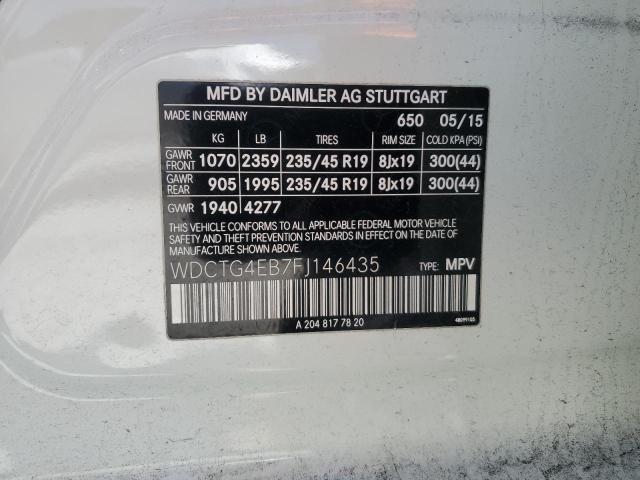 MFD BY DAIMLER AG STUTTGART
MADE IN GERMANY 650 05/15
KG LB TIRES RIM SIZE COLD KPA(PSI)
GAWR FRONT 1070 2359 235/45 R19 8Jx19 300(44)
GAWR REAR 905 1995 235/45 R19 8Jx19 300(44)
GVWR 1940 4277
THIS VEHICLE CONFORMS TO ALL APPLICABLE FEDERAL MOTOR VEHICLE
SAFETY STANDARDS IN EFFECT ON THE DATE OF
MANUFACTURE SHOWN ABOVE.
WDCTG4EB7FJ146435 TYPE: MPV
A 204 817 78 20